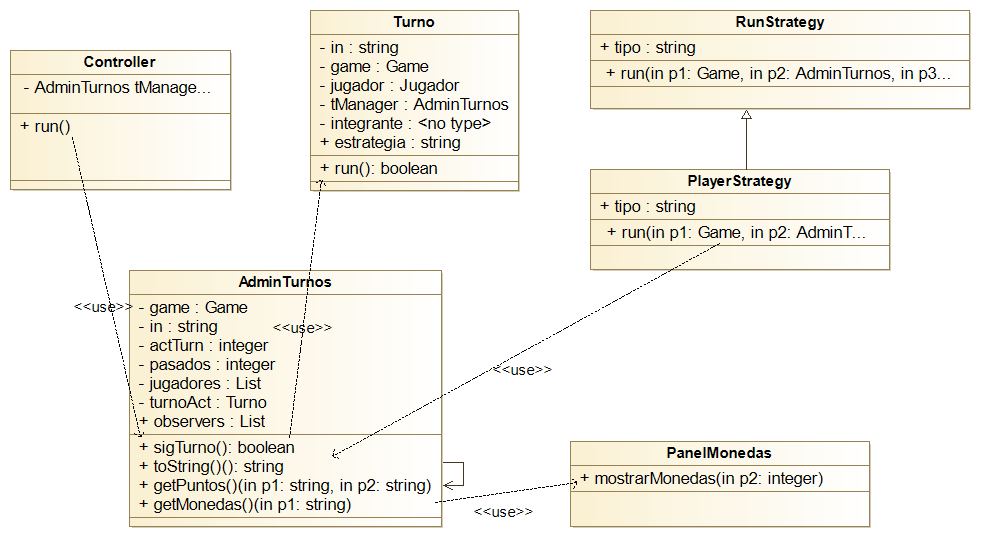 Controller
- AdminTurnos tManage...
+ run()
Turno
- in : string
- game : Game
- jugador : Jugador
- tManager : AdminTurnos
- integrante : <no type>
+ estrategia : string
+ run(): boolean
RunStrategy
+ tipo : string
+ run(in p1: Game, in p2: AdminTurnos, in p3...
PlayerStrategy
+ tipo : string
+ run(in p1: Game, in p2: AdminT...
<<use>>
<<use>>
<<use>>
AdminTurnos
- game : Game
- in : string
- actTurn : integer
- pasados : integer
- jugadores : List
- turnoAct : Turno
+ observers : List
+ sigTurno(): boolean
+ toString()(): string
+ getPuntos()(in p1: string, in p2: string)
+ getMonedas()(in p1: string)
<<use>>
PanelMonedas
+ mostrarMonedas(in p2: integer)